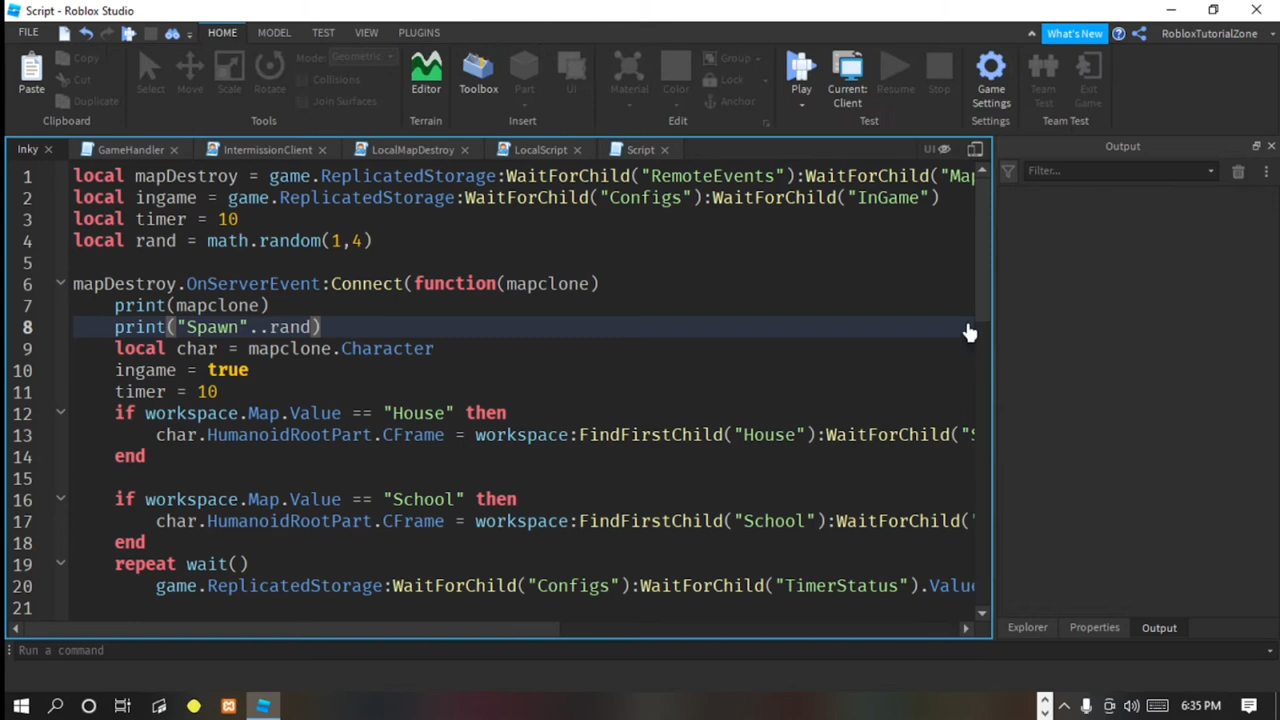 Script - Roblox Studio
FILE HOME MODEL TEST VIEW PLUGINS What's New RobloxTutorialZone
Paste Copy Cut Duplicate Select Move Scale Rotate Mode: Geometric Collisions Join Surfaces Editor Toolbox Part UI Material Color Group Lock Anchor Play Current: Client Resume Stop Game Settings Team Test Exit Game
Clipboard Tools Terrain Insert Edit Test Settings Team Test
Inky GameHandler IntermissionClient LocalMapDestroy LocalScript Script UI Output
Filter...
1 local mapDestroy = game.ReplicatedStorage:WaitForChild("RemoteEvents"):WaitForChild("Map
2 local ingame = game.ReplicatedStorage:WaitForChild("Configs"):WaitForChild("InGame")
3 local timer = 10
4 local rand = math.random(1,4)
5
6 mapDestroy.OnServerEvent:Connect(function(mapclone)
7 print(mapclone)
8 print("Spawn"..rand)
9 local char = mapclone.Character
10 ingame = true
11 timer = 10
12 if workspace.Map.Value == "House" then
13 char.HumanoidRootPart.CFrame = workspace:FindFirstChild("House"):WaitForChild("S
14 end
15
16 if workspace.Map.Value == "School" then
17 char.HumanoidRootPart.CFrame = workspace:FindFirstChild("School"):WaitForChild("
18 end
19 repeat wait()
20 game.ReplicatedStorage:WaitForChild("Configs"):WaitForChild("TimerStatus").Value
21
Explorer Properties Output
Run a command
6:35 PM